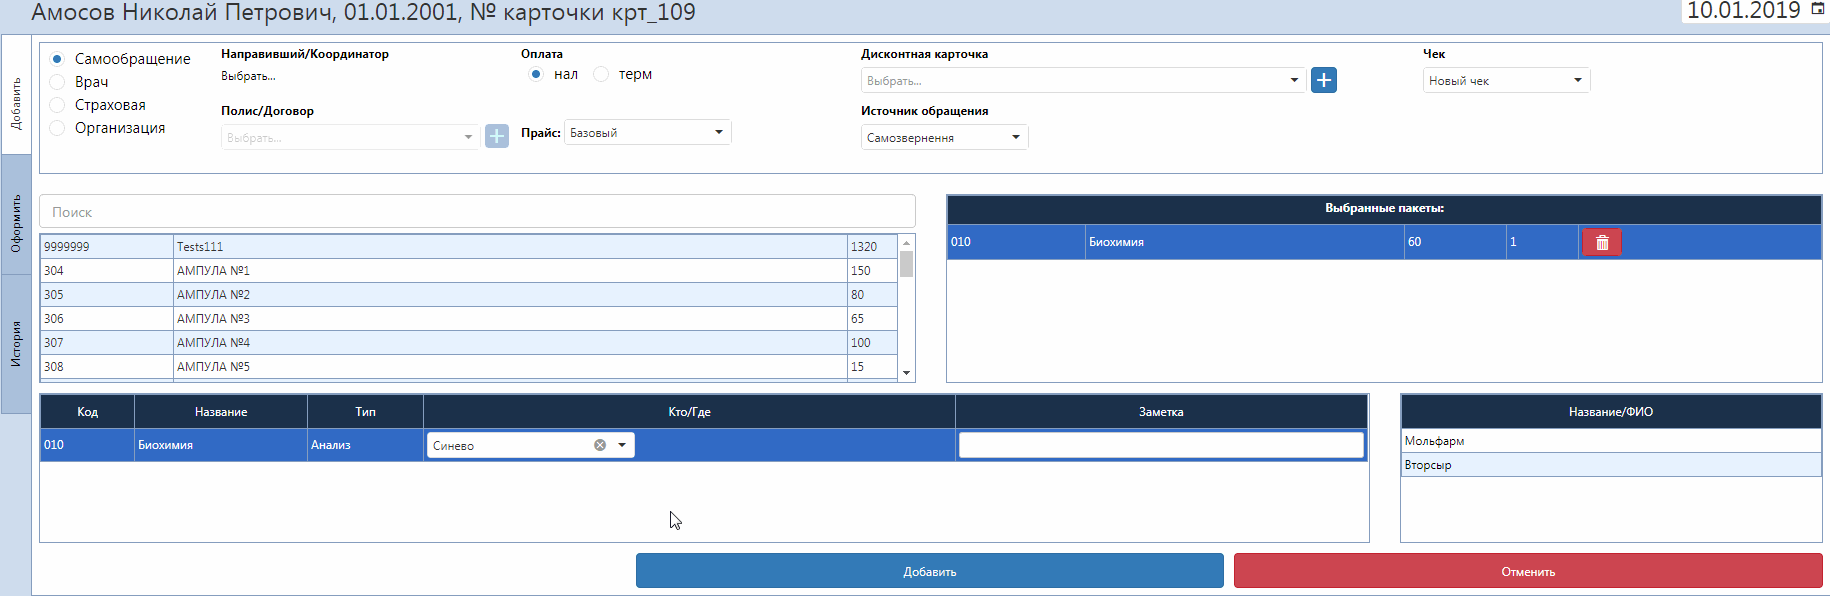 Амосов Николай Петрович, 01.01.2001, № карточки крт_109
10.01.2019
Добавить
Оформить
История
Самообращение
Врач
Страховая
Организация
Направивший/Координатор
Выбрать...
Полис/Договор
Выбрать...
Оплата
нал терм
Прайс: Базовый
Дисконтная карточка
Выбрать...
Источник обращения
Самозвернення
Чек
Новый чек
Поиск
9999999 Tests111 1320
304 АМПУЛА №1 150
305 АМПУЛА №2 80
306 АМПУЛА №3 65
307 АМПУЛА №4 100
308 АМПУЛА №5 15
Выбранные пакеты:
010 Биохимия 60 1
Код Название Тип Кто/Где Заметка
010 Биохимия Анализ Синево
Название/ФИО
Мольфарм
Вторсыр
Добавить
Отменить